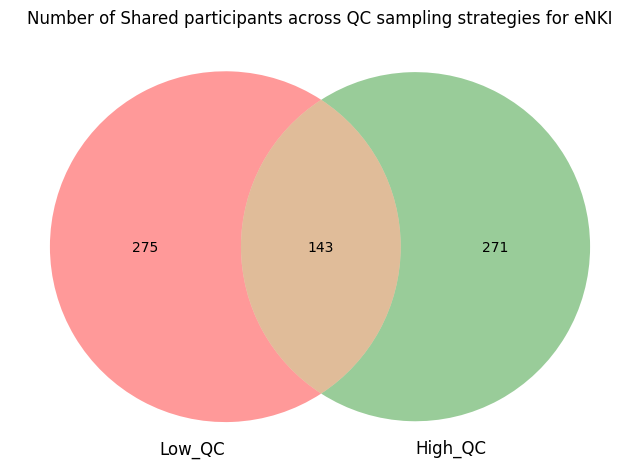 Number of Shared participants across QC sampling strategies for eNKI
275
143
271
Low_QC
High_QC